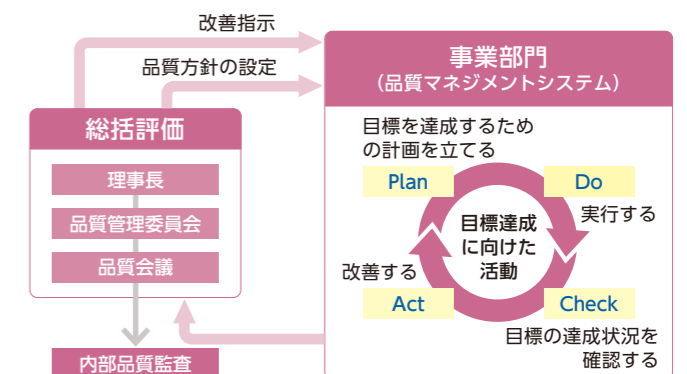 改善指示
品質方針の設定
総括評価
理事長
品質管理委員会
品質会議
内部品質監査
事業部門
（品質マネジメントシステム）
目標を達成するため
の計画を立てる
Plan
Do
実行する
目標達成
に向けた
活動
改善する
Act
Check
目標の達成状況を
確認する